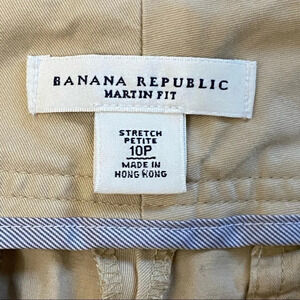 BANANA REPUBLIC
MARTIN FIT
STRETCH
PETITE
10P
MADE IN
HONG KONG